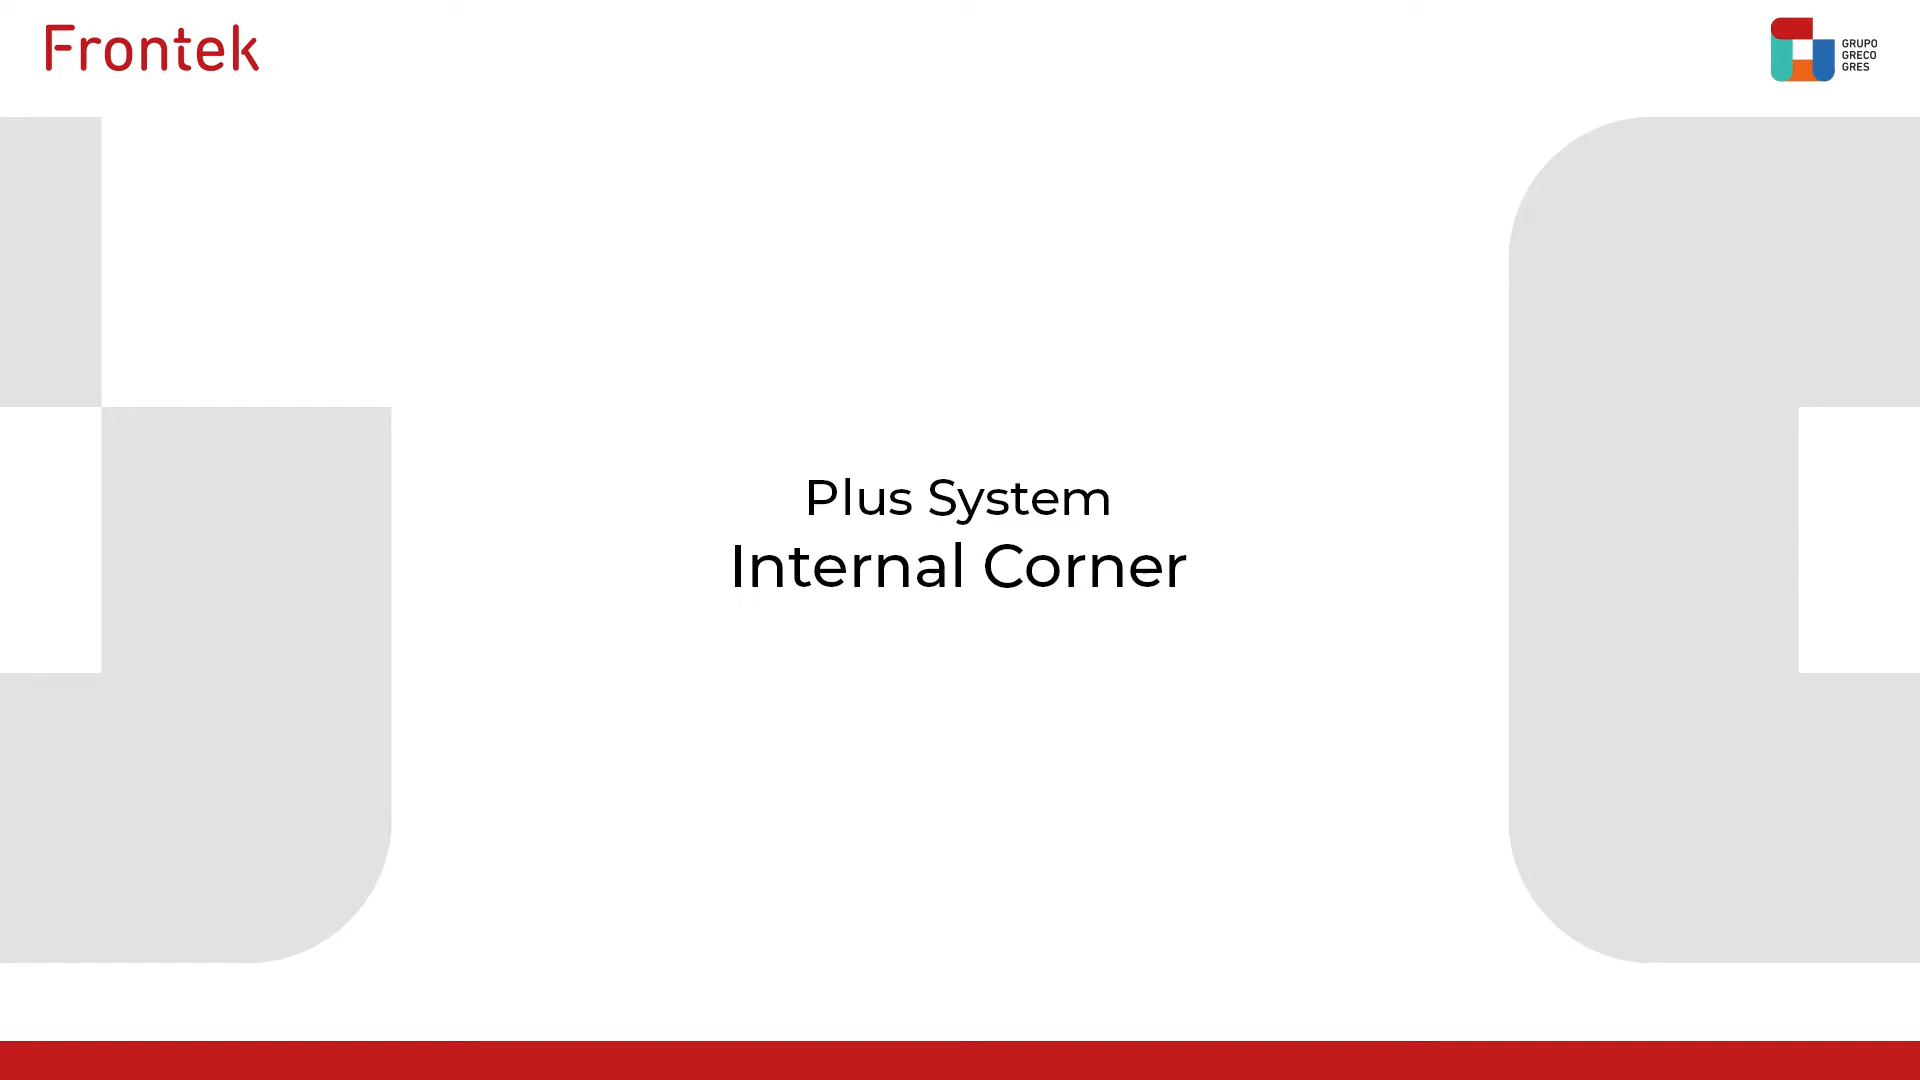 Frontek
GRUPO
GRECO
GRES
Plus System
Internal Corner